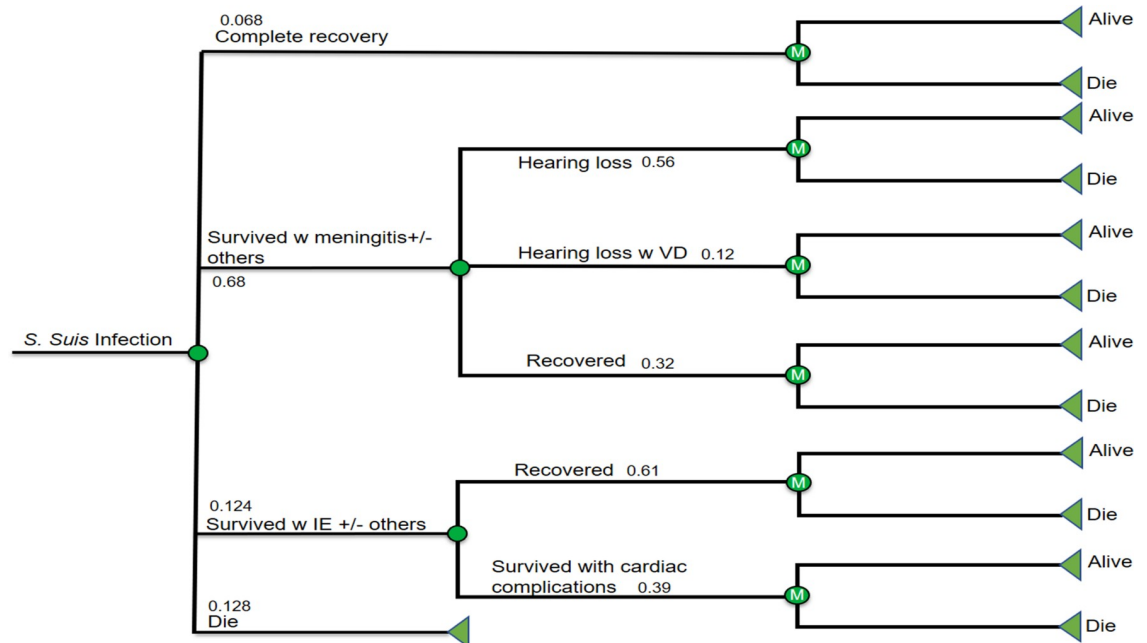 0.068
Complete recovery
M
Alive
Die
Survived w meningitis+/-
others
0.68
Hearing loss 0.56
M
Alive
Die
Hearing loss w VD 0.12
M
Alive
Die
Recovered 0.32
M
Alive
Die
S. Suis Infection
0.124
Survived w IE +/- others
Recovered 0.61
M
Alive
Die
Survived with cardiac
complications 0.39
M
Alive
Die
0.128
Die